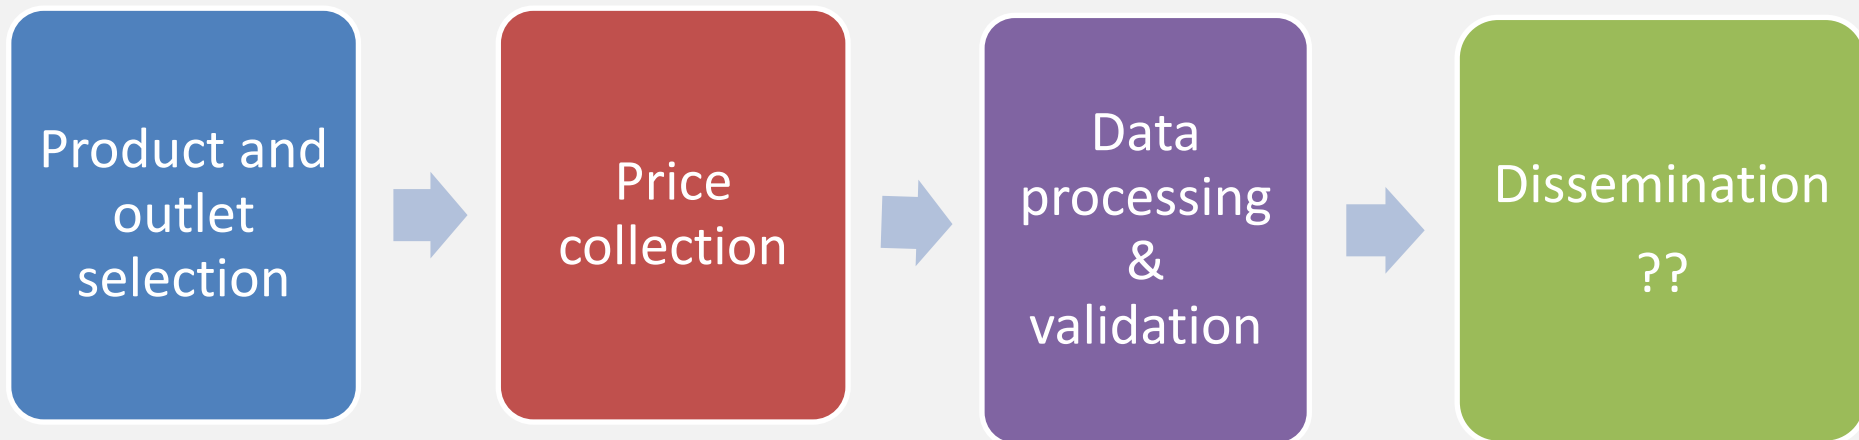 Product and
outlet
selection
Price
collection
Data
processing
&
validation
Dissemination
??